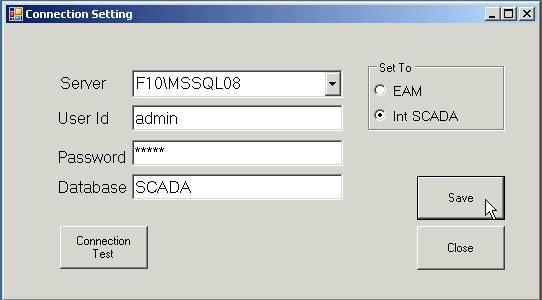 Connection Setting
Server F10\MSSQL08
User Id admin
Password *****
Database SCADA
Set To
EAM
Int SCADA
Save
Connection
Test
Close